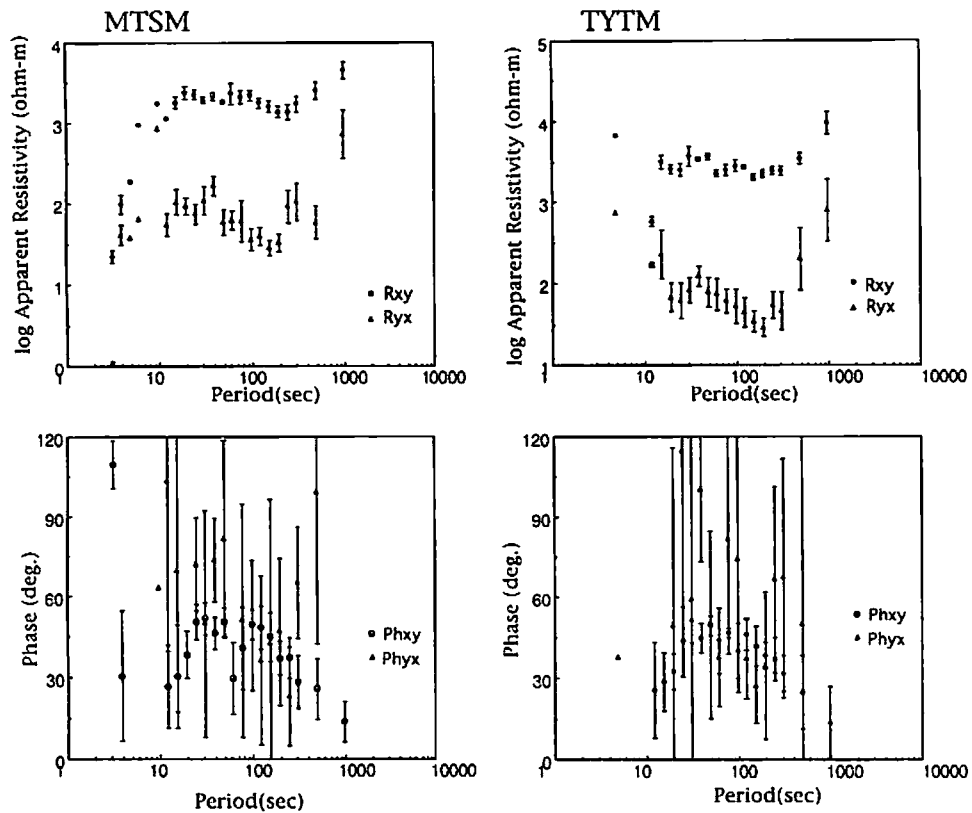 MTSM
log Apparent Resistivity (ohm-m)
4
3
2
1
0
1
10
100
1000
10000
Period(sec)
Rxy
Ryx
TYTM
log Apparent Resistivity (ohm-m)
5
4
3
2
1
1
10
100
1000
10000
Period(sec)
Rxy
Ryx
Phase (deg.)
120
90
60
30
0
1
10
100
1000
10000
Period(sec)
Phxy
Phyx
Phase (deg.)
120
90
60
30
0
1
10
100
1000
10000
Period(sec)
Phxy
Phyx